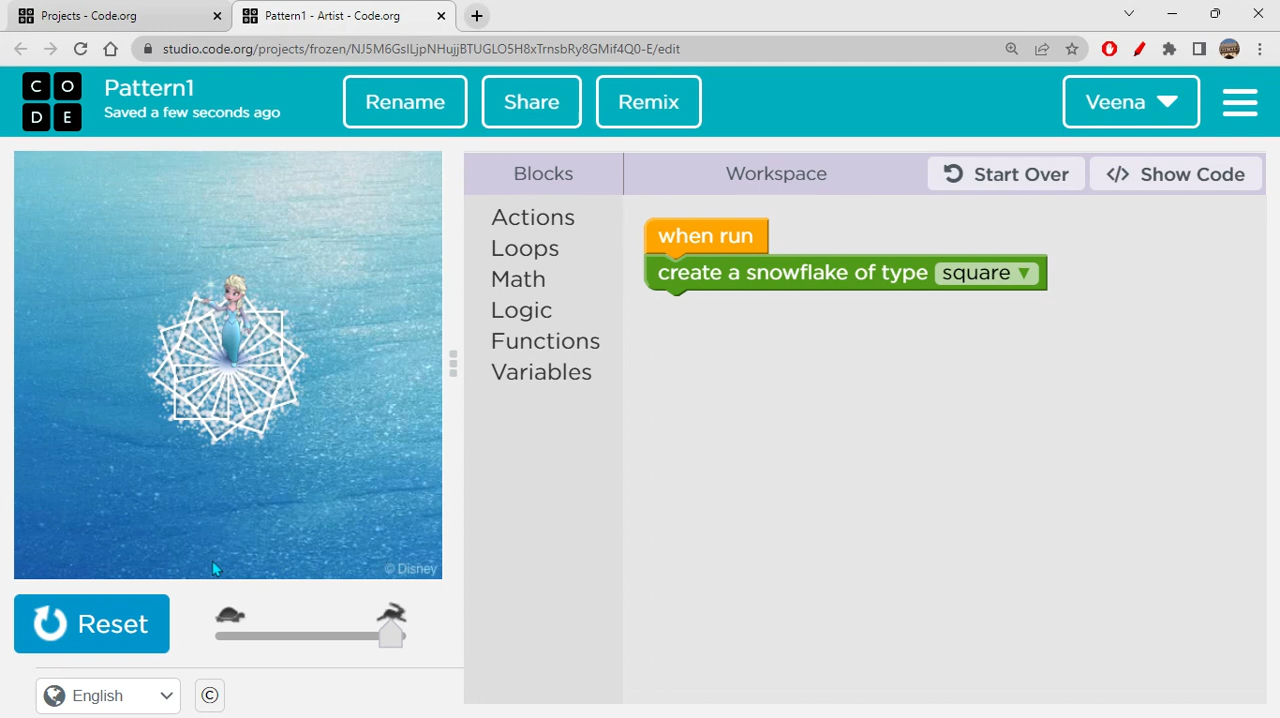 Projects - Code.org
Pattern1 - Artist - Code.org
studio.code.org/projects/frozen/NJ5M6GslLjpNHujjBTUGLO5H8xTrnsbRy8GMif4Q0-E/edit
C O
D E
Pattern1
Saved a few seconds ago
Rename
Share
Remix
Veena
Blocks
Workspace
Start Over
</> Show Code
Actions
Loops
Math
Logic
Functions
Variables
when run
create a snowflake of type square
© Disney
Reset
English
©